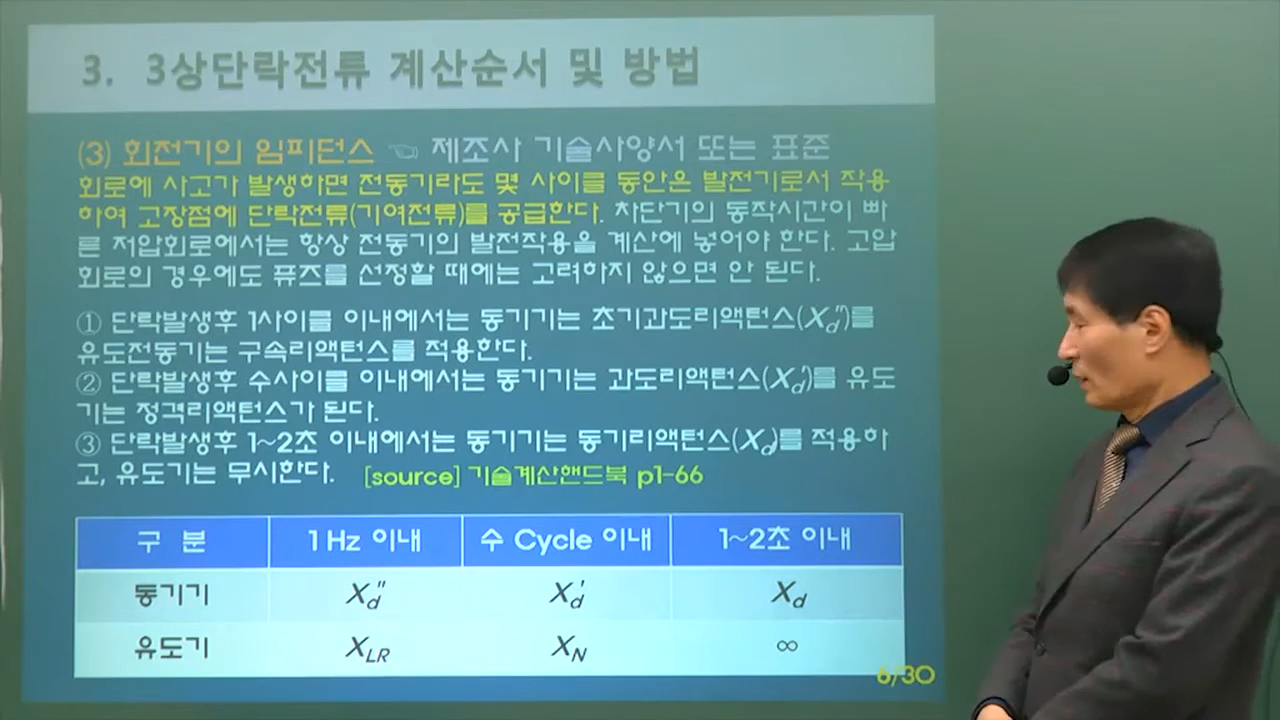 3. 3상단락전류 계산순서 및 방법
(3) 회전기의 임피던스 ☜ 제조사 기술사양서 또는 표준
회로에 사고가 발생하면 전동기라도 몇 사이클 동안은 발전기로서 작용
하여 고장점에 단락전류(기여전류)를 공급한다. 차단기의 동작시간이 빠
른 저압회로에서는 항상 전동기의 발전작용을 계산에 넣어야 한다. 고압
회로의 경우에도 퓨즈를 선정할 때에는 고려하지 않으면 안 된다.
① 단락발생후 1사이클 이내에서는 동기기는 초기과도리액턴스(Xd")를
유도전동기는 구속리액턴스를 적용한다.
② 단락발생후 수사이클 이내에서는 동기기는 과도리액턴스(Xd')를 유도
기는 정격리액턴스가 된다.
③ 단락발생후 1~2초 이내에서는 동기기는 동기리액턴스(Xd)를 적용하
고, 유도기는 무시한다. [source] 기술계산핸드북 p1-66
구 분 1 Hz 이내 수 Cycle 이내 1~2초 이내
동기기 Xd" Xd' Xd
유도기 XLR XN ∞
6/30